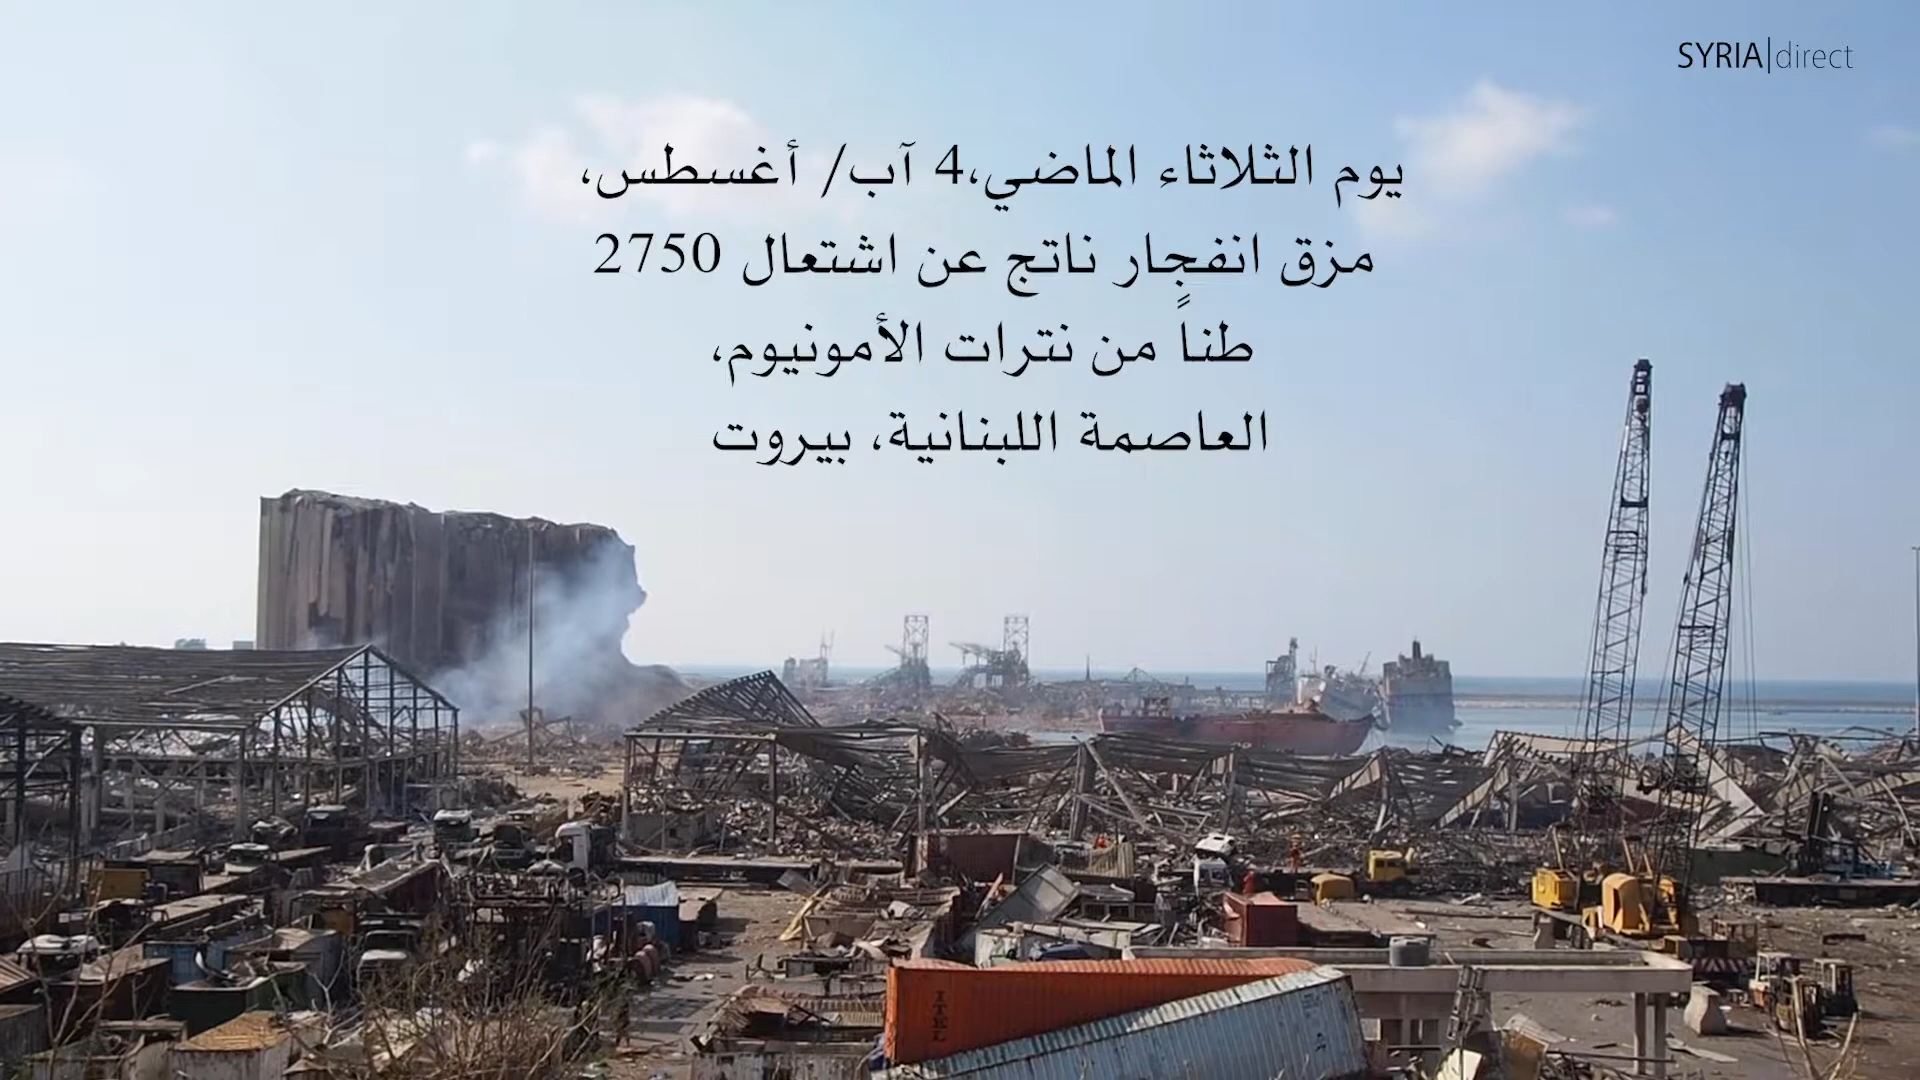 SYRIA|direct
يوم الثلاثاء الماضي،4 آب/ أغسطس،
مزق انفجار ناتج عن اشتعال 2750
طناً من نترات الأمونيوم،
العاصمة اللبنانية، بيروت
ITEL